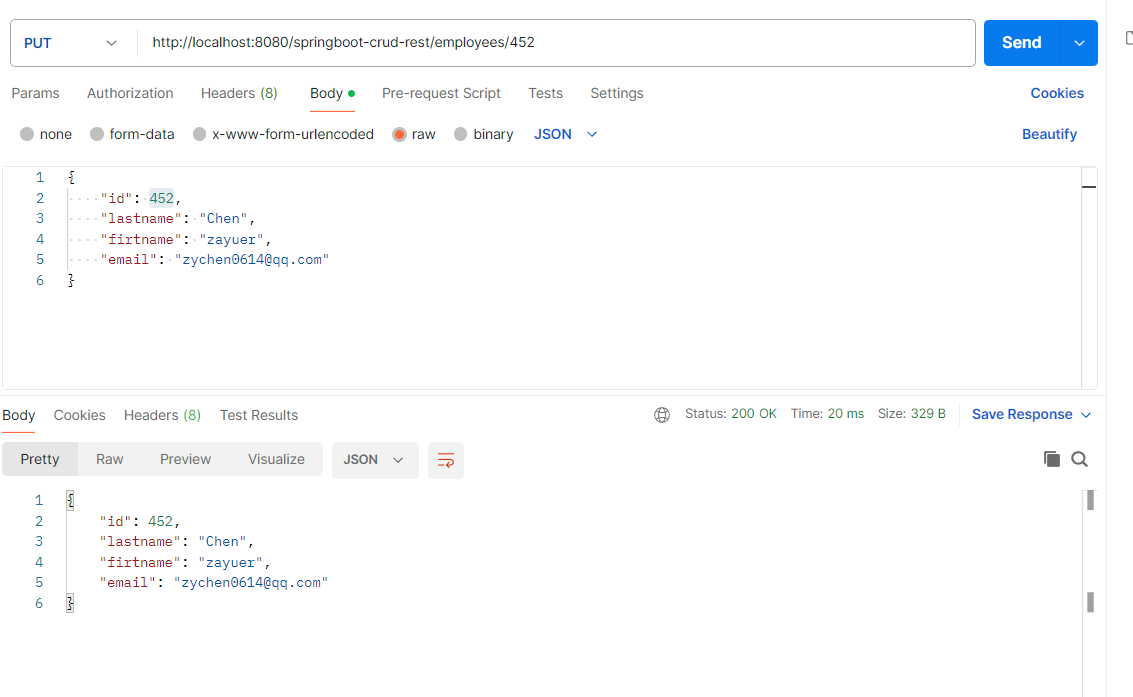 PUT http://localhost:8080/springboot-crud-rest/employees/452 Send
Params Authorization Headers (8) Body Pre-request Script Tests Settings Cookies
none form-data x-www-form-urlencoded raw binary JSON Beautify
1 {
2 "id": 452,
3 "lastname": "Chen",
4 "firtname": "zayuer",
5 "email": "zychen0614@qq.com"
6 }
Body Cookies Headers (8) Test Results Status: 200 OK Time: 20 ms Size: 329 B Save Response
Pretty Raw Preview Visualize JSON
1 {
2 "id": 452,
3 "lastname": "Chen",
4 "firtname": "zayuer",
5 "email": "zychen0614@qq.com"
6 }